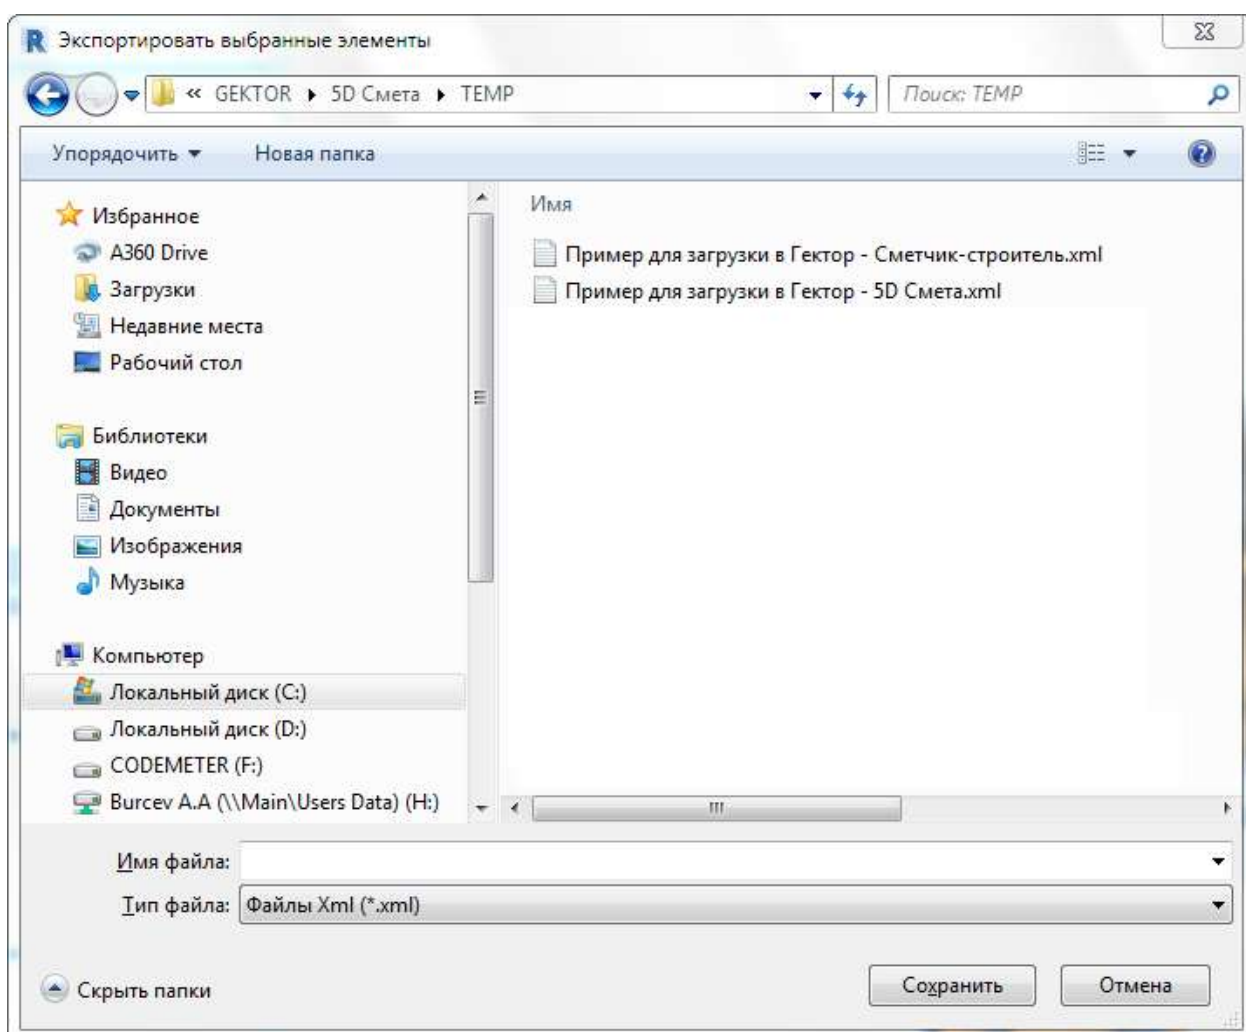 Экспортировать выбранные элементы
« GEKTOR ▸ 5D Смета ▸ TEMP
Поиск: TEMP
Упорядочить
Новая папка
Избранное
A360 Drive
Загрузки
Недавние места
Рабочий стол
Библиотеки
Видео
Документы
Изображения
Музыка
Компьютер
Локальный диск (C:)
Локальный диск (D:)
CODEMETER (F:)
Burcev A.A (\\Main\Users Data) (H:)
Имя
Пример для загрузки в Гектор - Сметчик-строитель.xml
Пример для загрузки в Гектор - 5D Смета.xml
Имя файла:
Тип файла: Файлы Xml (*.xml)
Скрыть папки
Сохранить
Отмена